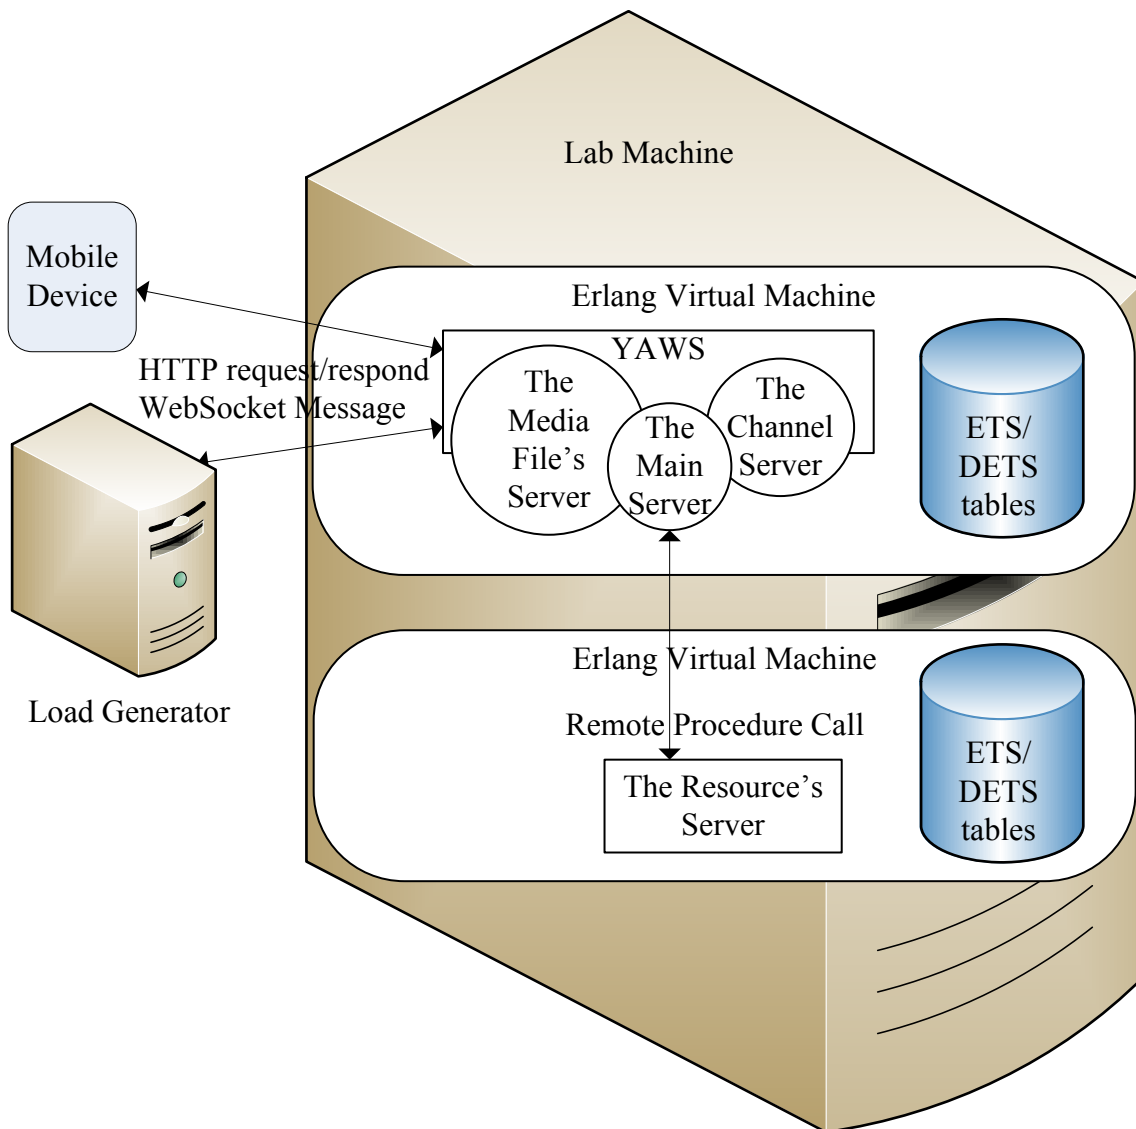 Lab Machine
Mobile
Device
Erlang Virtual Machine
YAWS
HTTP request/respond
WebSocket Message
The
Media
File's
Server
The
Main
Server
The
Channel
Server
ETS/
DETS
tables
Load Generator
Erlang Virtual Machine
Remote Procedure Call
The Resource's
Server
ETS/
DETS
tables